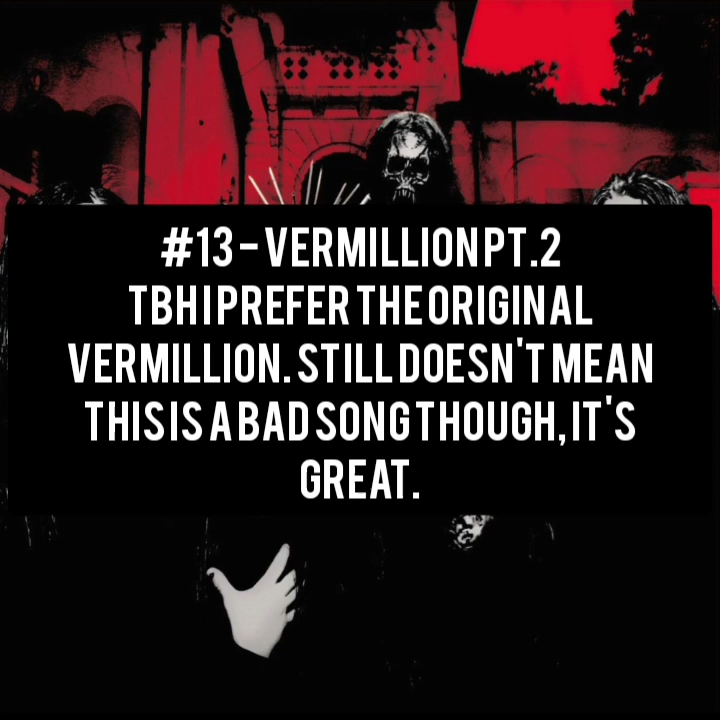 #13 - VERMILLION PT.2
TBH I PREFER THE ORIGINAL
VERMILLION. STILL DOESN'T MEAN
THIS IS A BAD SONG THOUGH, IT'S
GREAT.